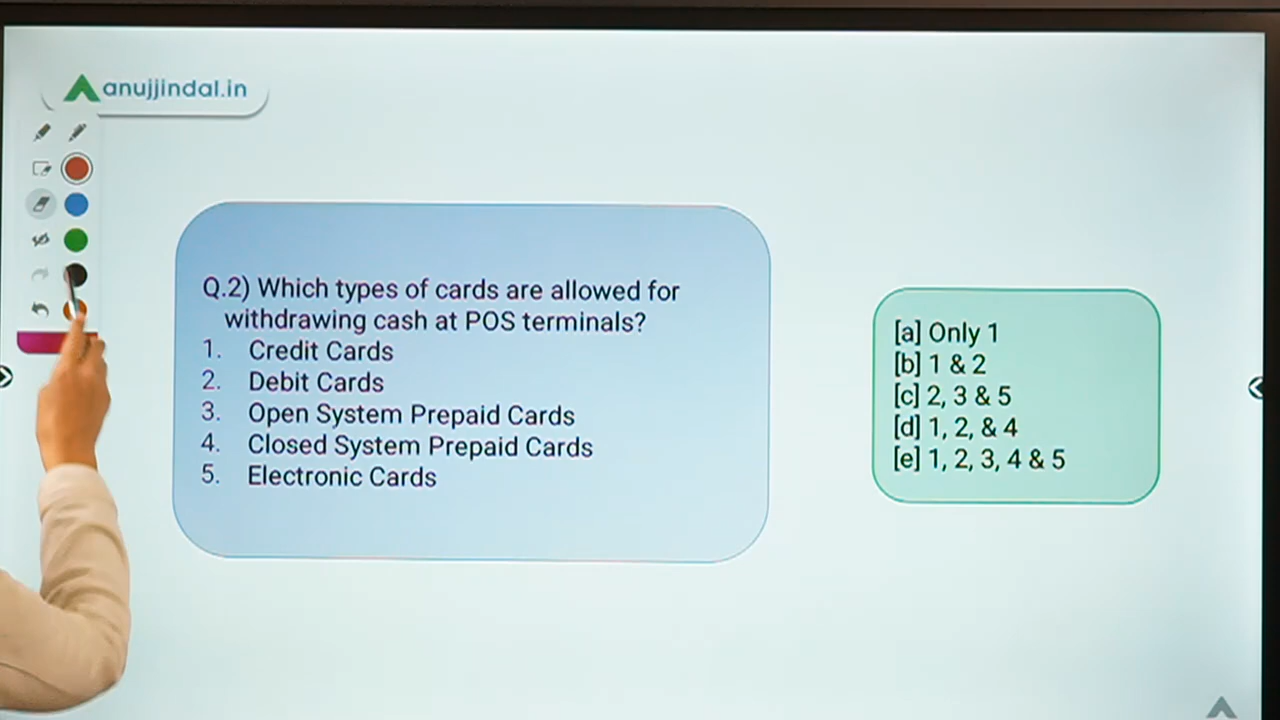 anujjindal.in
Q.2) Which types of cards are allowed for
withdrawing cash at POS terminals?
1. Credit Cards
2. Debit Cards
3. Open System Prepaid Cards
4. Closed System Prepaid Cards
5. Electronic Cards
[a] Only 1
[b] 1 & 2
[c] 2, 3 & 5
[d] 1, 2, & 4
[e] 1, 2, 3, 4 & 5